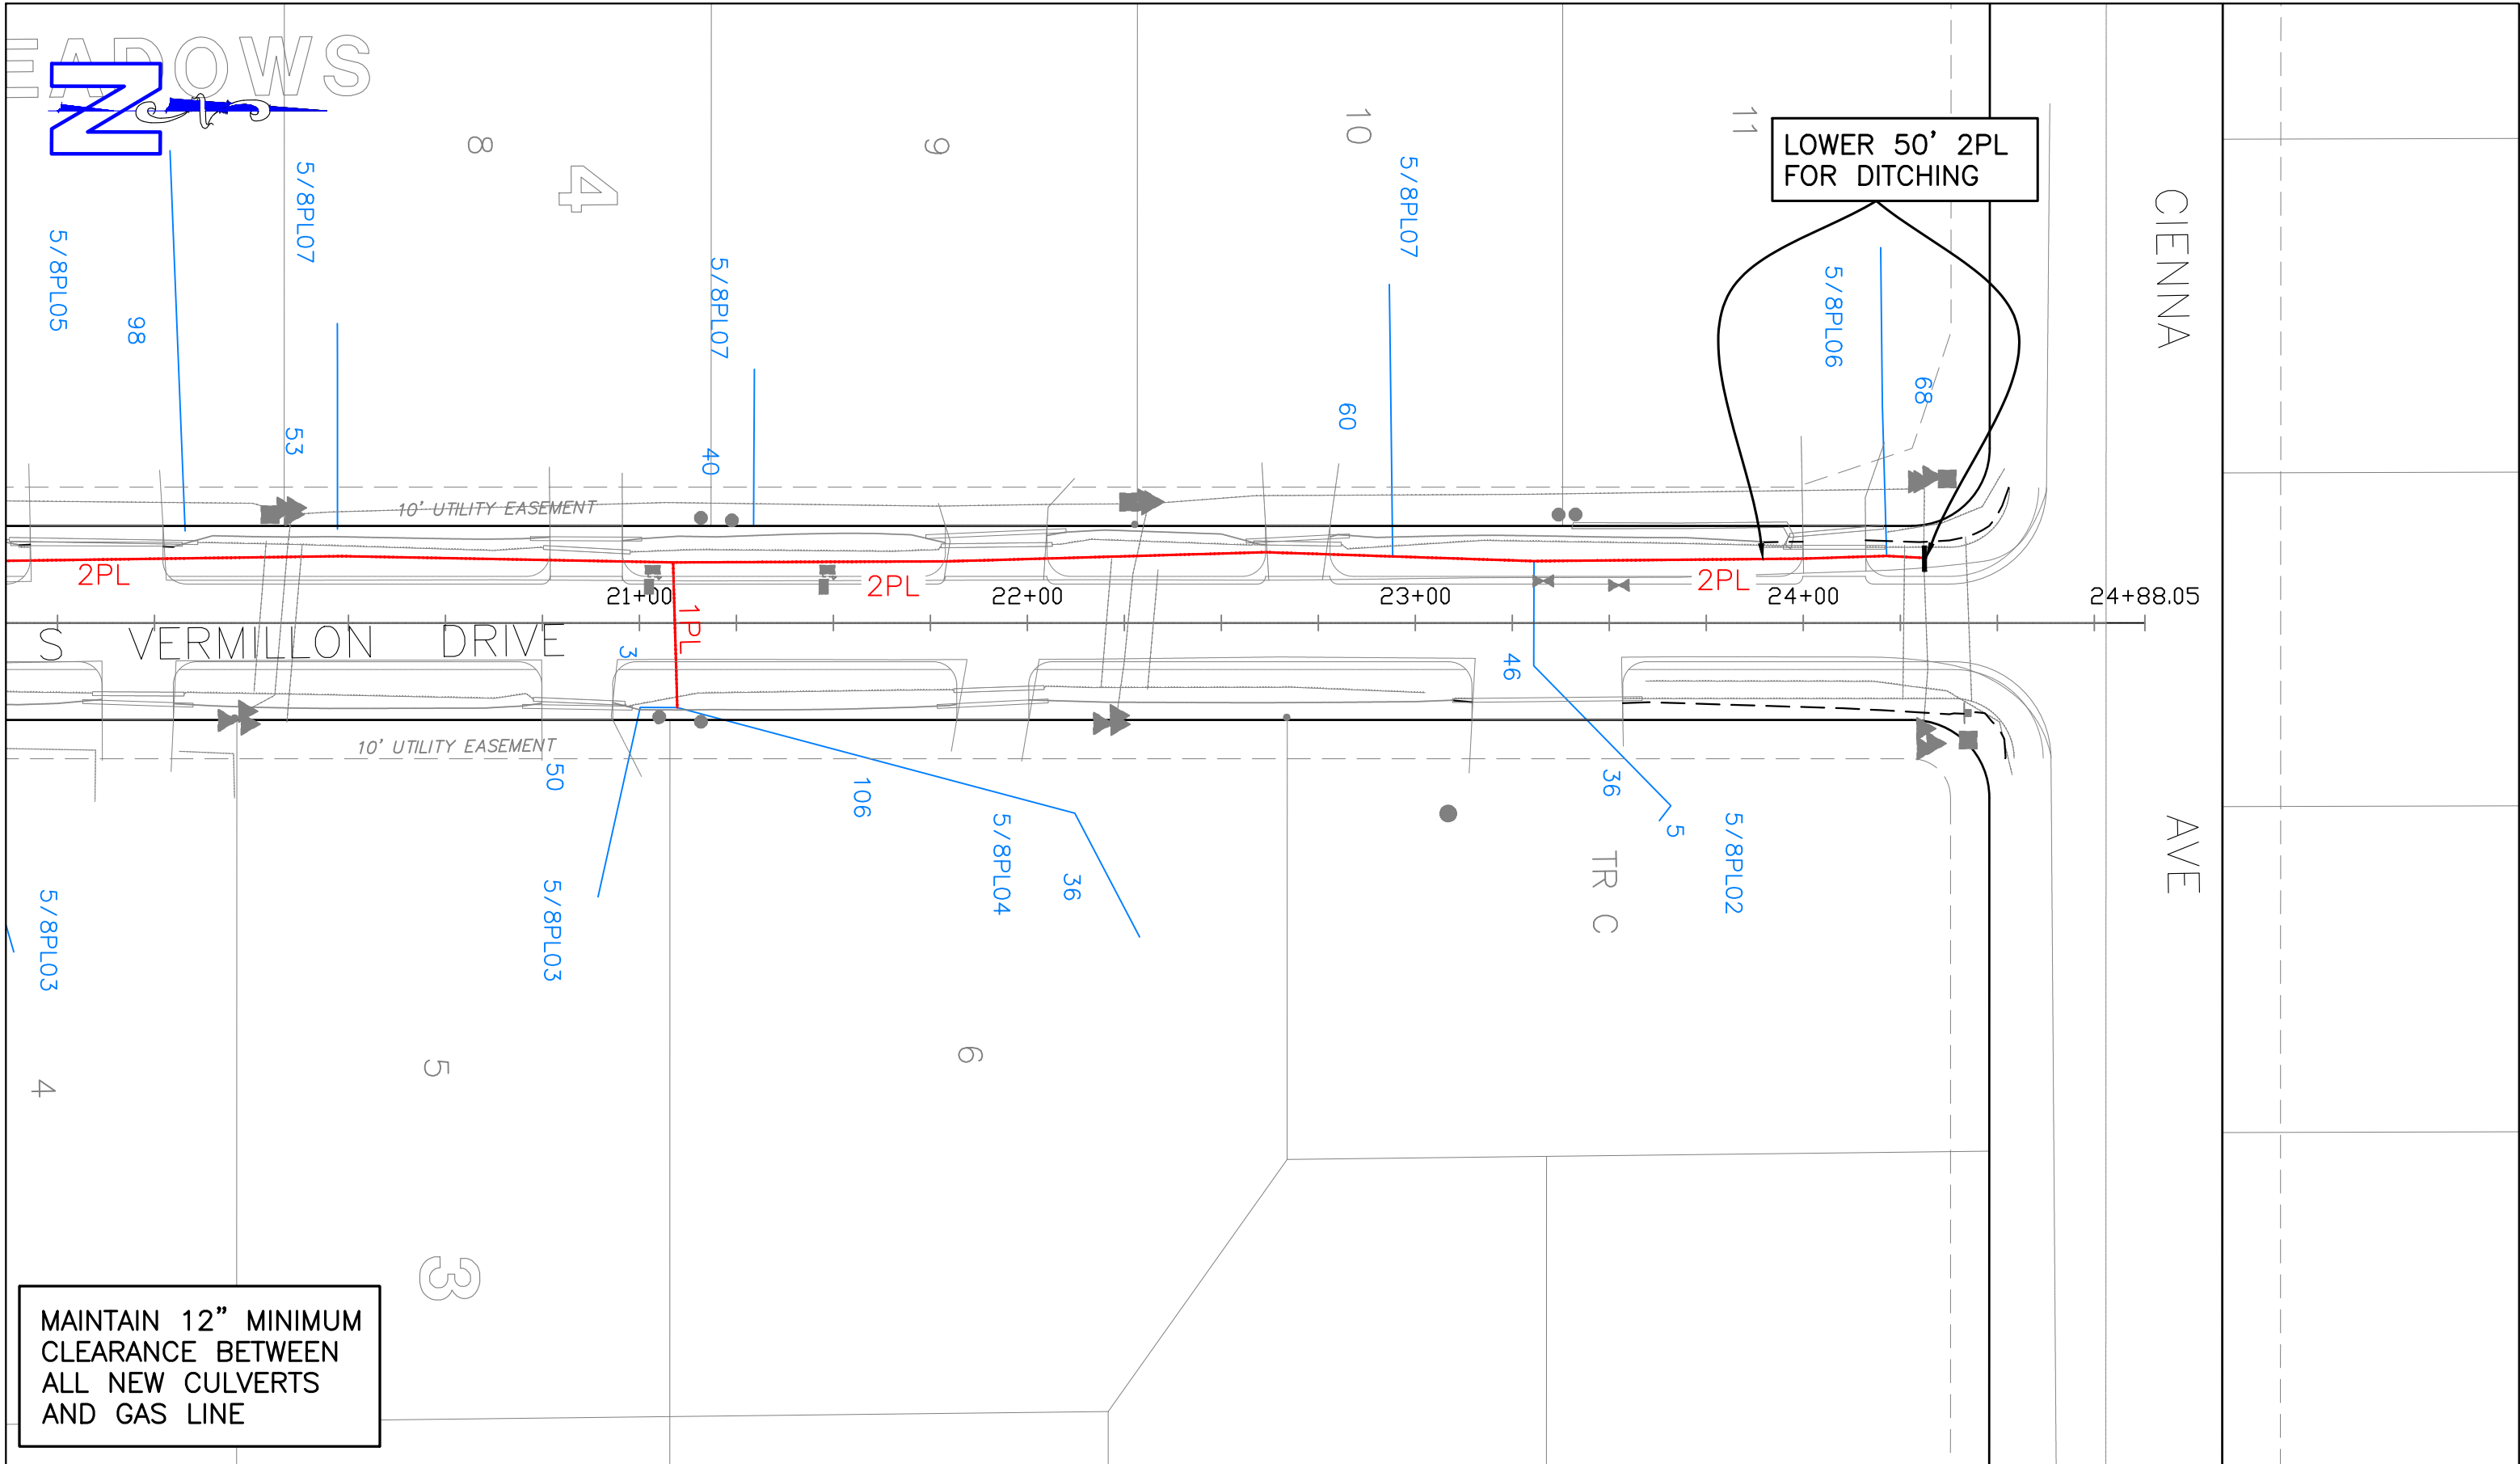 EADOWS
N
8
4
9
10
11
LOWER 50' 2PL
FOR DITCHING
CIENNA
AVE
5/8PL05
98
5/8PL07
53
5/8PL07
40
5/8PL07
60
5/8PL06
68
10' UTILITY EASEMENT
2PL
2PL
2PL
21+00
22+00
23+00
24+00
24+88.05
S VERMILLON DRIVE
1PL
3
46
10' UTILITY EASEMENT
50
106
36
5
5/8PL03
5/8PL03
5/8PL04
36
5/8PL02
TR C
4
5
6
3
MAINTAIN 12" MINIMUM
CLEARANCE BETWEEN
ALL NEW CULVERTS
AND GAS LINE